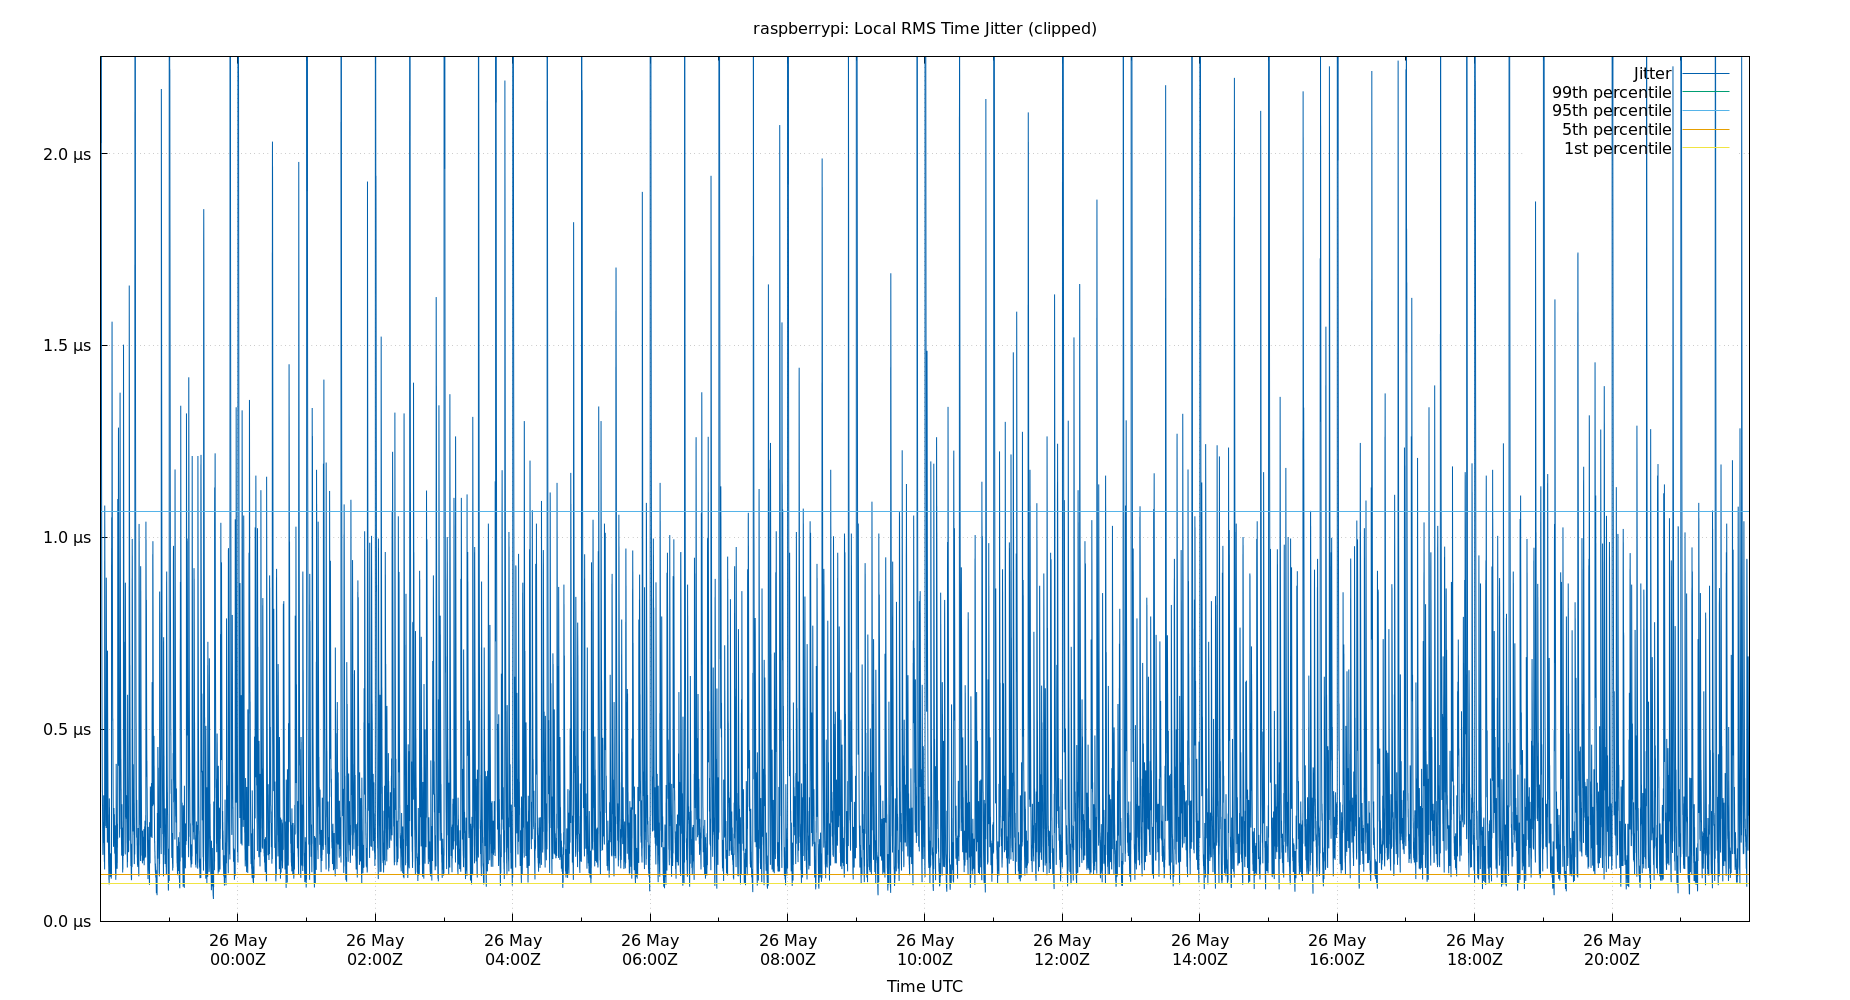 raspberrypi: Local RMS Time Jitter (clipped)
Jitter
99th percentile
95th percentile
5th percentile
1st percentile
2.0 µs
1.5 µs
1.0 µs
0.5 µs
0.0 µs
26 May 26 May 26 May 26 May 26 May 26 May 26 May 26 May 26 May 26 May 26 May
00:00Z 02:00Z 04:00Z 06:00Z 08:00Z 10:00Z 12:00Z 14:00Z 16:00Z 18:00Z 20:00Z
Time UTC